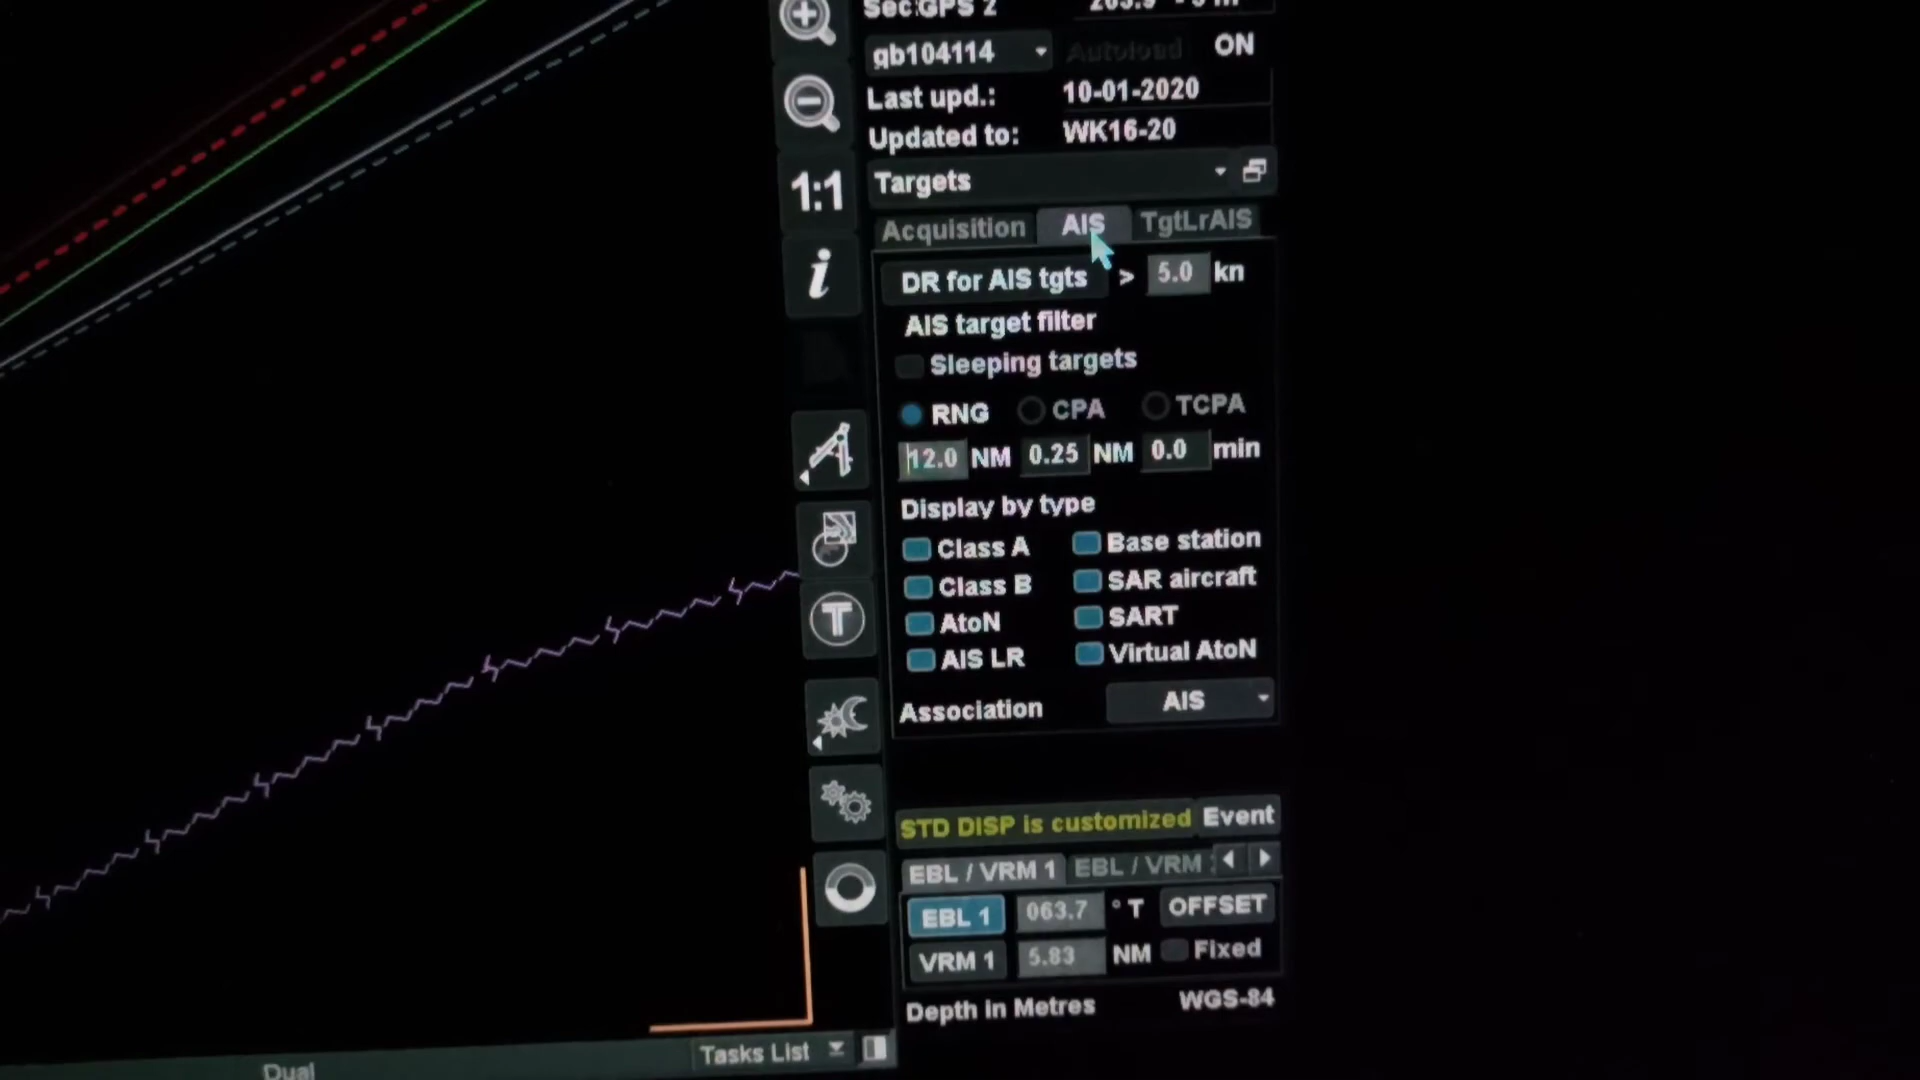 Sec:GPS 2
gb104114 Autoload ON
Last upd.: 10-01-2020
Updated to: WK16-20
1:1 Targets
Acquisition AIS TgtLrAIS
i
DR for AIS tgts > 5.0 kn
AIS target filter
Sleeping targets
RNG CPA TCPA
12.0 NM 0.25 NM 0.0 min
Display by type
Class A Base station
Class B SAR aircraft
T
AtoN SART
AIS LR Virtual AtoN
Association AIS
STD DISP is customized Event
EBL / VRM 1 EBL / VRM
EBL 1 063.7 ° T OFFSET
VRM 1 5.83 NM Fixed
Depth in Metres WGS-84
Tasks List
Dual